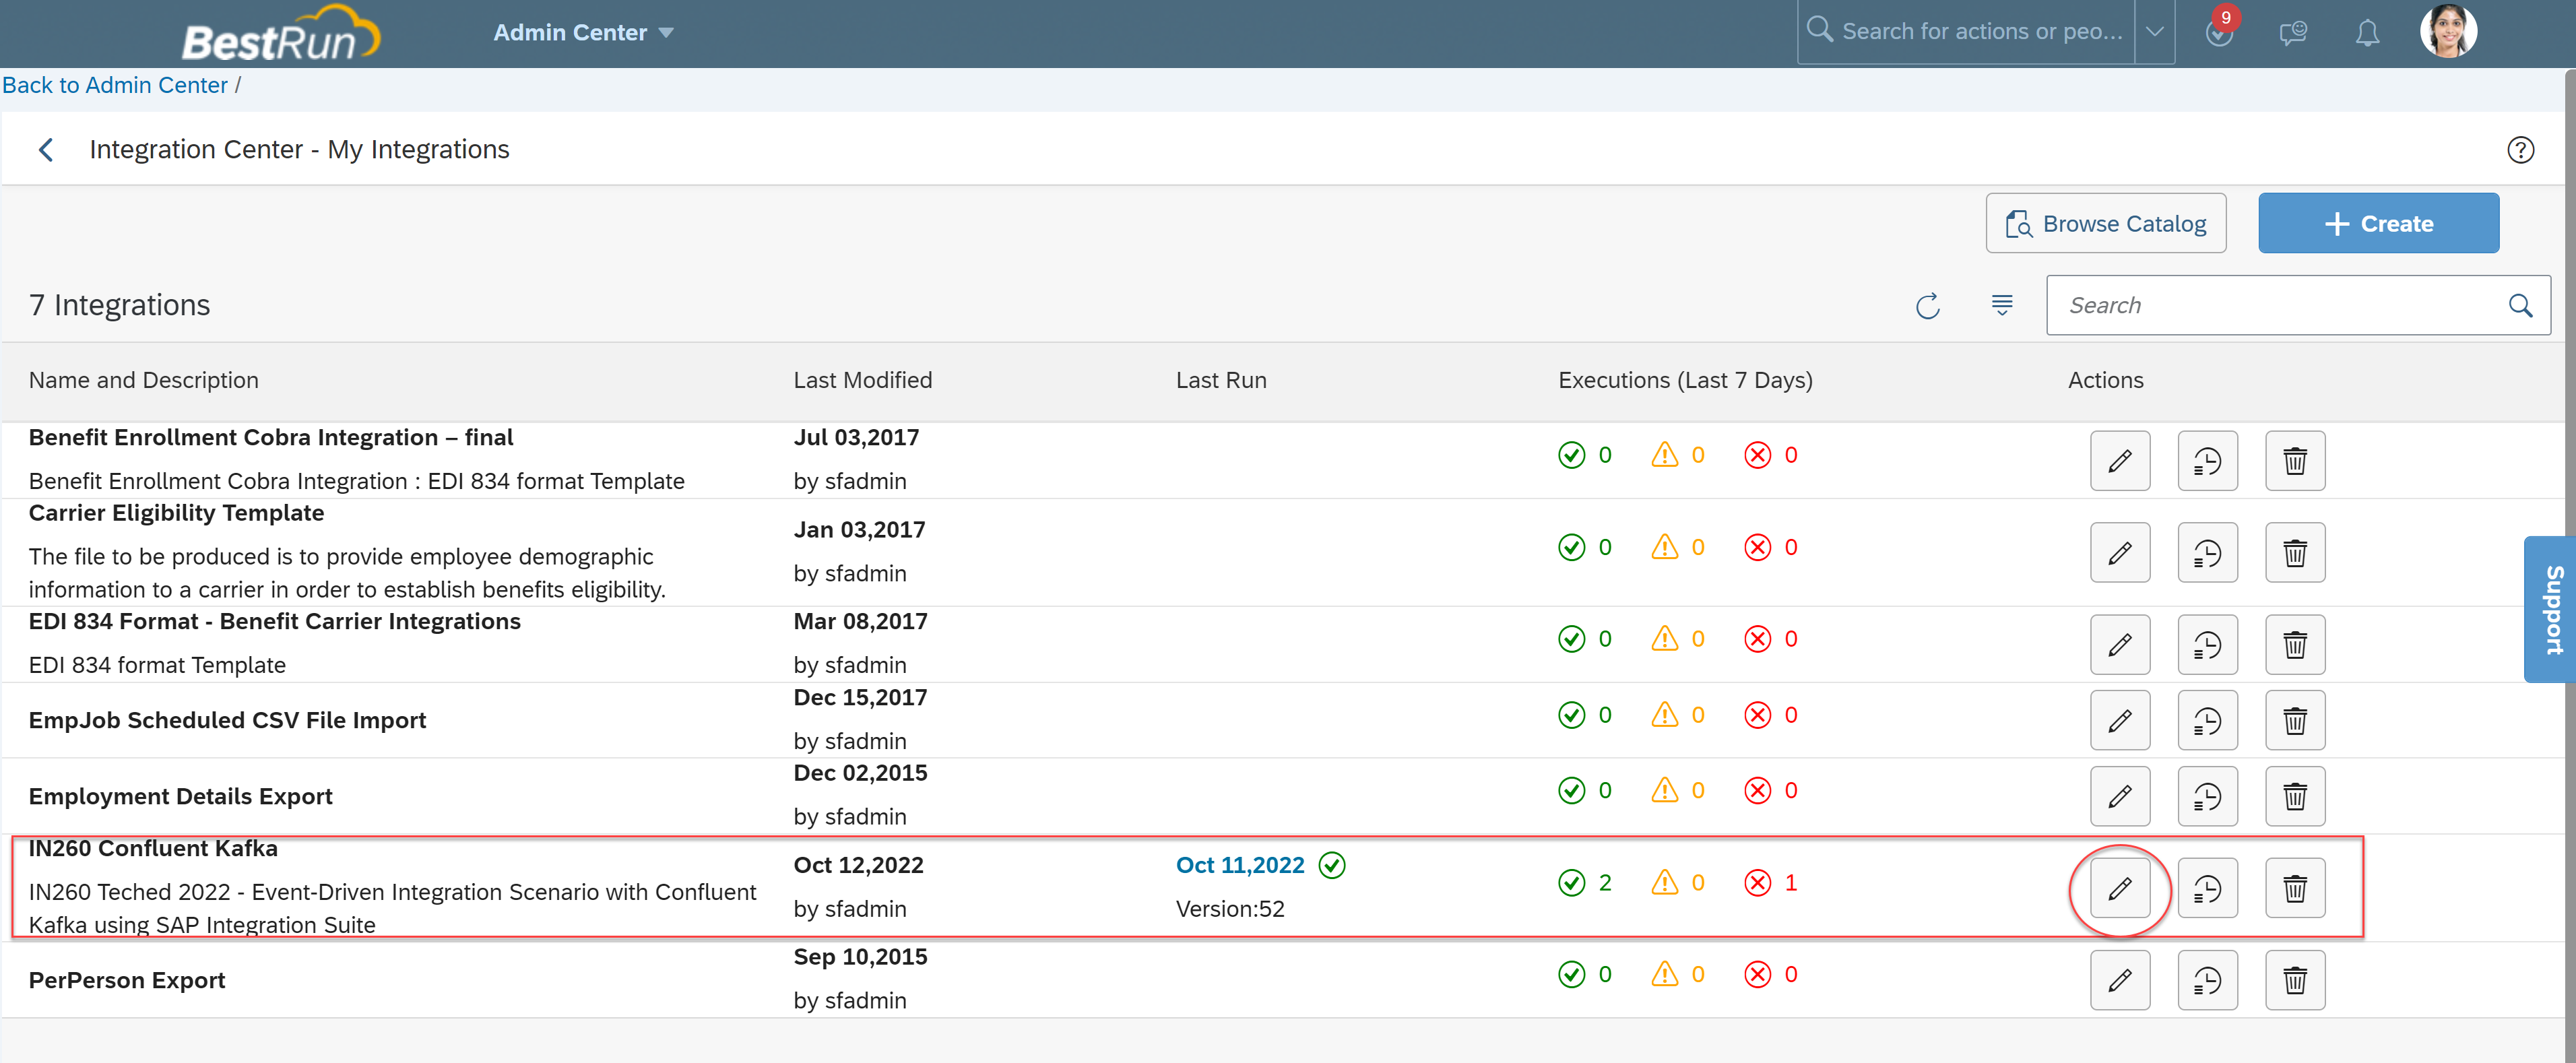 BestRun
Admin Center
Search for actions or peo...
9
Back to Admin Center /
Integration Center - My Integrations
?
Browse Catalog
+ Create
7 Integrations
Search
Name and Description
Last Modified
Last Run
Executions (Last 7 Days)
Actions
Benefit Enrollment Cobra Integration – final
Benefit Enrollment Cobra Integration : EDI 834 format Template
Jul 03,2017
by sfadmin
0 0 0
Carrier Eligibility Template
The file to be produced is to provide employee demographic
information to a carrier in order to establish benefits eligibility.
Jan 03,2017
by sfadmin
0 0 0
EDI 834 Format - Benefit Carrier Integrations
EDI 834 format Template
Mar 08,2017
by sfadmin
0 0 0
EmpJob Scheduled CSV File Import
Dec 15,2017
by sfadmin
0 0 0
Employment Details Export
Dec 02,2015
by sfadmin
0 0 0
IN260 Confluent Kafka
IN260 Teched 2022 - Event-Driven Integration Scenario with Confluent
Kafka using SAP Integration Suite
Oct 12,2022
by sfadmin
Oct 11,2022
Version:52
2 0 1
PerPerson Export
Sep 10,2015
by sfadmin
0 0 0
Support